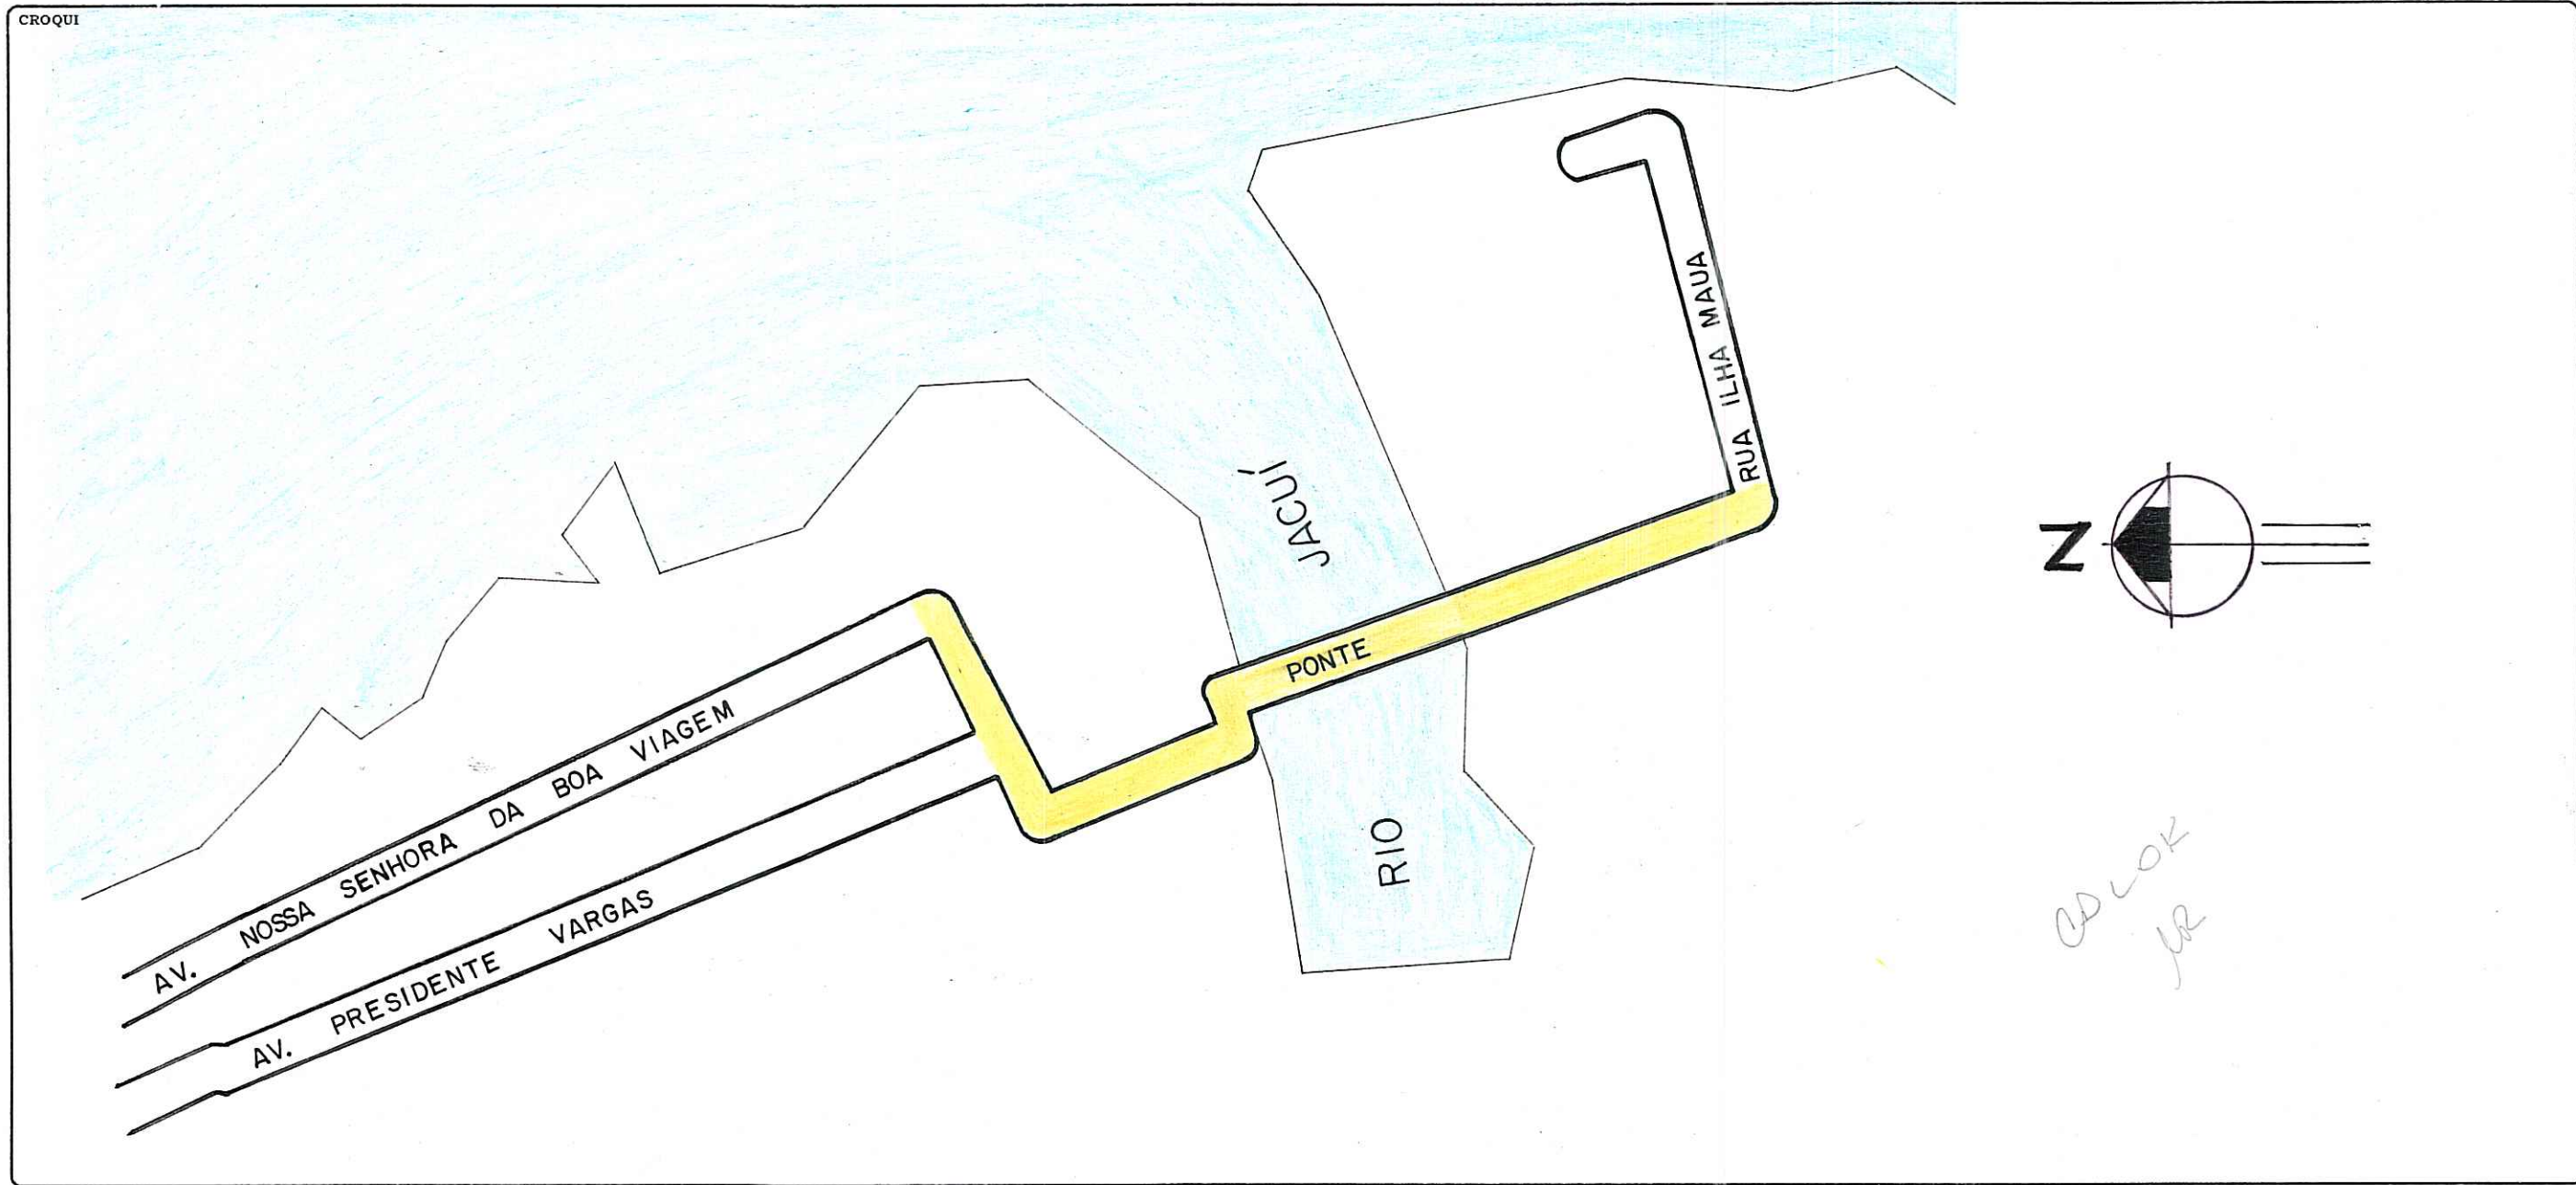 CROQUI
RUA ILHA MAUA
RIO JACUÍ
PONTE
AV. NOSSA SENHORA DA BOA VIAGEM
AV. PRESIDENTE VARGAS
N